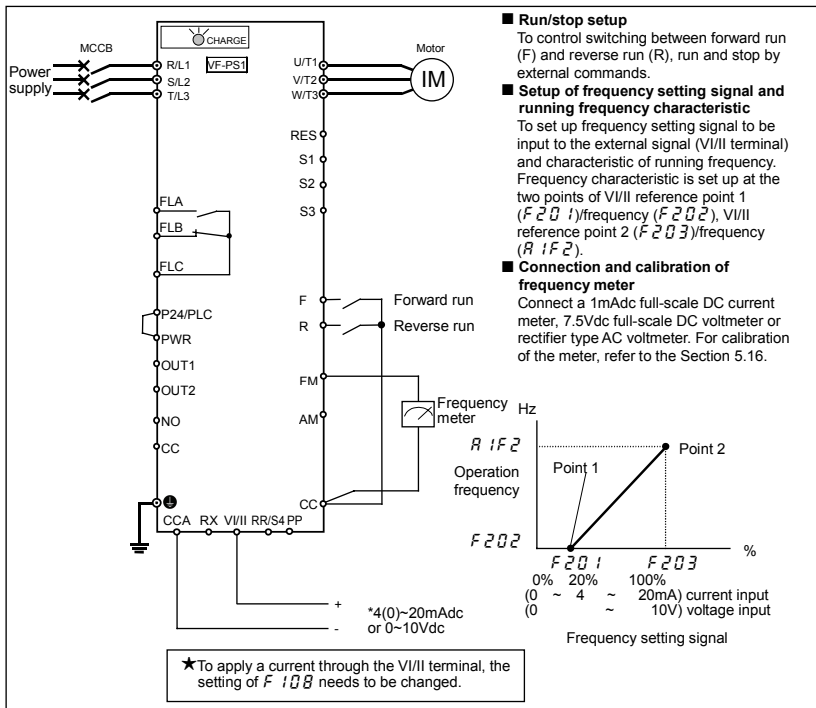 CHARGE
MCCB
Motor
Power
supply
R/L1
S/L2
T/L3
VF-PS1
U/T1
V/T2
W/T3
IM
RES
S1
S2
S3
FLA
FLB
FLC
P24/PLC
PWR
OUT1
OUT2
NO
CC
F
R
Forward run
Reverse run
FM
AM
CC
Frequency
meter
CCA RX VI/II RR/S4 PP
+
-
*4(0)~20mAdc
or 0~10Vdc
★To apply a current through the VI/II terminal, the
setting of F108 needs to be changed.
■ Run/stop setup
To control switching between forward run
(F) and reverse run (R), run and stop by
external commands.
■ Setup of frequency setting signal and
running frequency characteristic
To set up frequency setting signal to be
input to the external signal (VI/II terminal)
and characteristic of running frequency.
Frequency characteristic is set up at the
two points of VI/II reference point 1
(F201)/frequency (F202), VI/II
reference point 2 (F203)/frequency
(A1F2).
■ Connection and calibration of
frequency meter
Connect a 1mAdc full-scale DC current
meter, 7.5Vdc full-scale DC voltmeter or
rectifier type AC voltmeter. For calibration
of the meter, refer to the Section 5.16.
Hz
A1F2
Operation
frequency
F202
Point 1
Point 2
%
F201 F203
0% 20% 100%
(0 ~ 4 ~ 20mA) current input
(0 ~ 10V) voltage input
Frequency setting signal